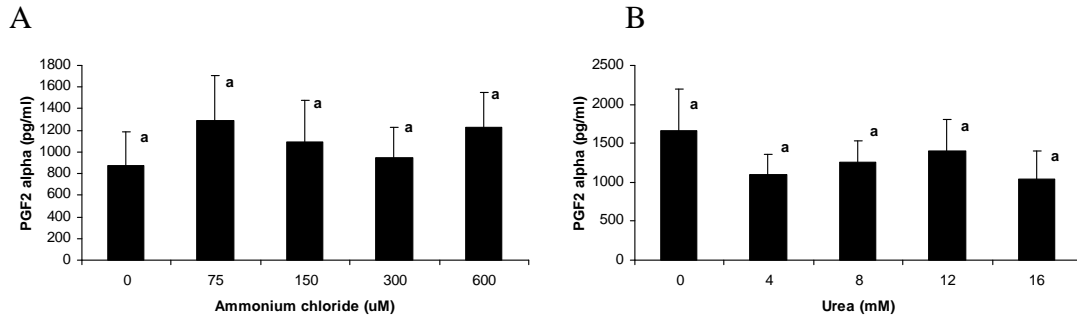 A
PGF2 alpha (pg/ml)
1800
1600
1400
1200
1000
800
600
400
200
0
a
a
a
a
a
0 75 150 300 600
Ammonium chloride (uM)
B
PGF2 alpha (pg/ml)
2500
2000
1500
1000
500
0
a
a
a
a
a
0 4 8 12 16
Urea (mM)